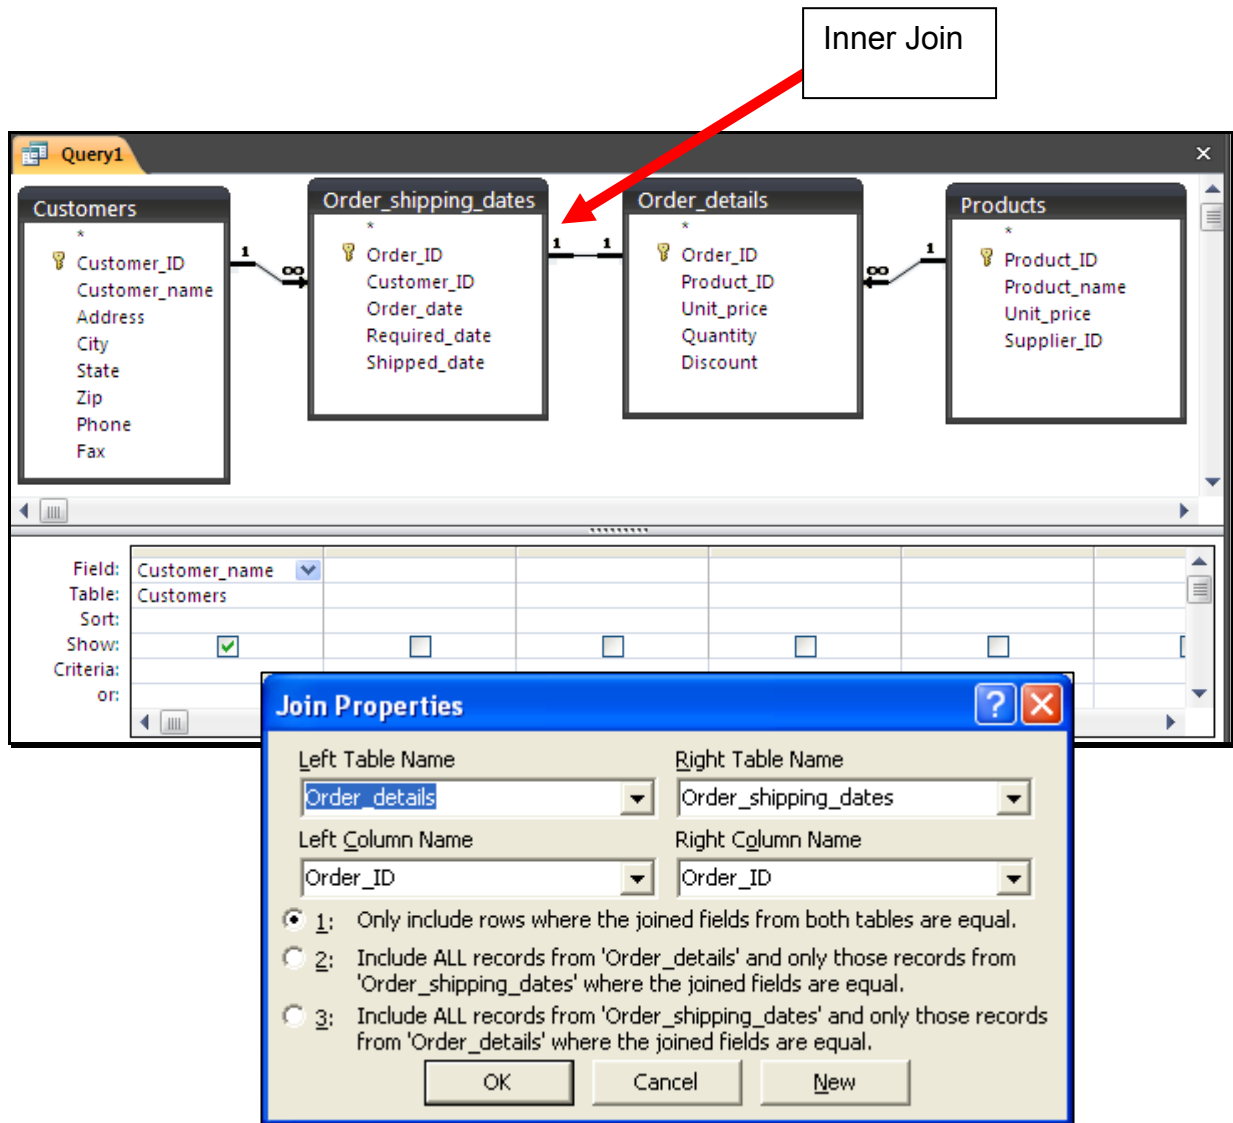 Inner Join
Query1
Customers
*
Customer_ID
Customer_name
Address
City
State
Zip
Phone
Fax
1
∞
Order_shipping_dates
*
Order_ID
Customer_ID
Order_date
Required_date
Shipped_date
1 1
Order_details
*
Order_ID
Product_ID
Unit_price
Quantity
Discount
∞
1
Products
*
Product_ID
Product_name
Unit_price
Supplier_ID
Field: Customer_name
Table: Customers
Sort:
Show:
Criteria:
or:
Join Properties
Left Table Name Right Table Name
Order_details Order_shipping_dates
Left Column Name Right Column Name
Order_ID Order_ID
1: Only include rows where the joined fields from both tables are equal.
2: Include ALL records from 'Order_details' and only those records from
'Order_shipping_dates' where the joined fields are equal.
3: Include ALL records from 'Order_shipping_dates' and only those records
from 'Order_details' where the joined fields are equal.
OK Cancel New